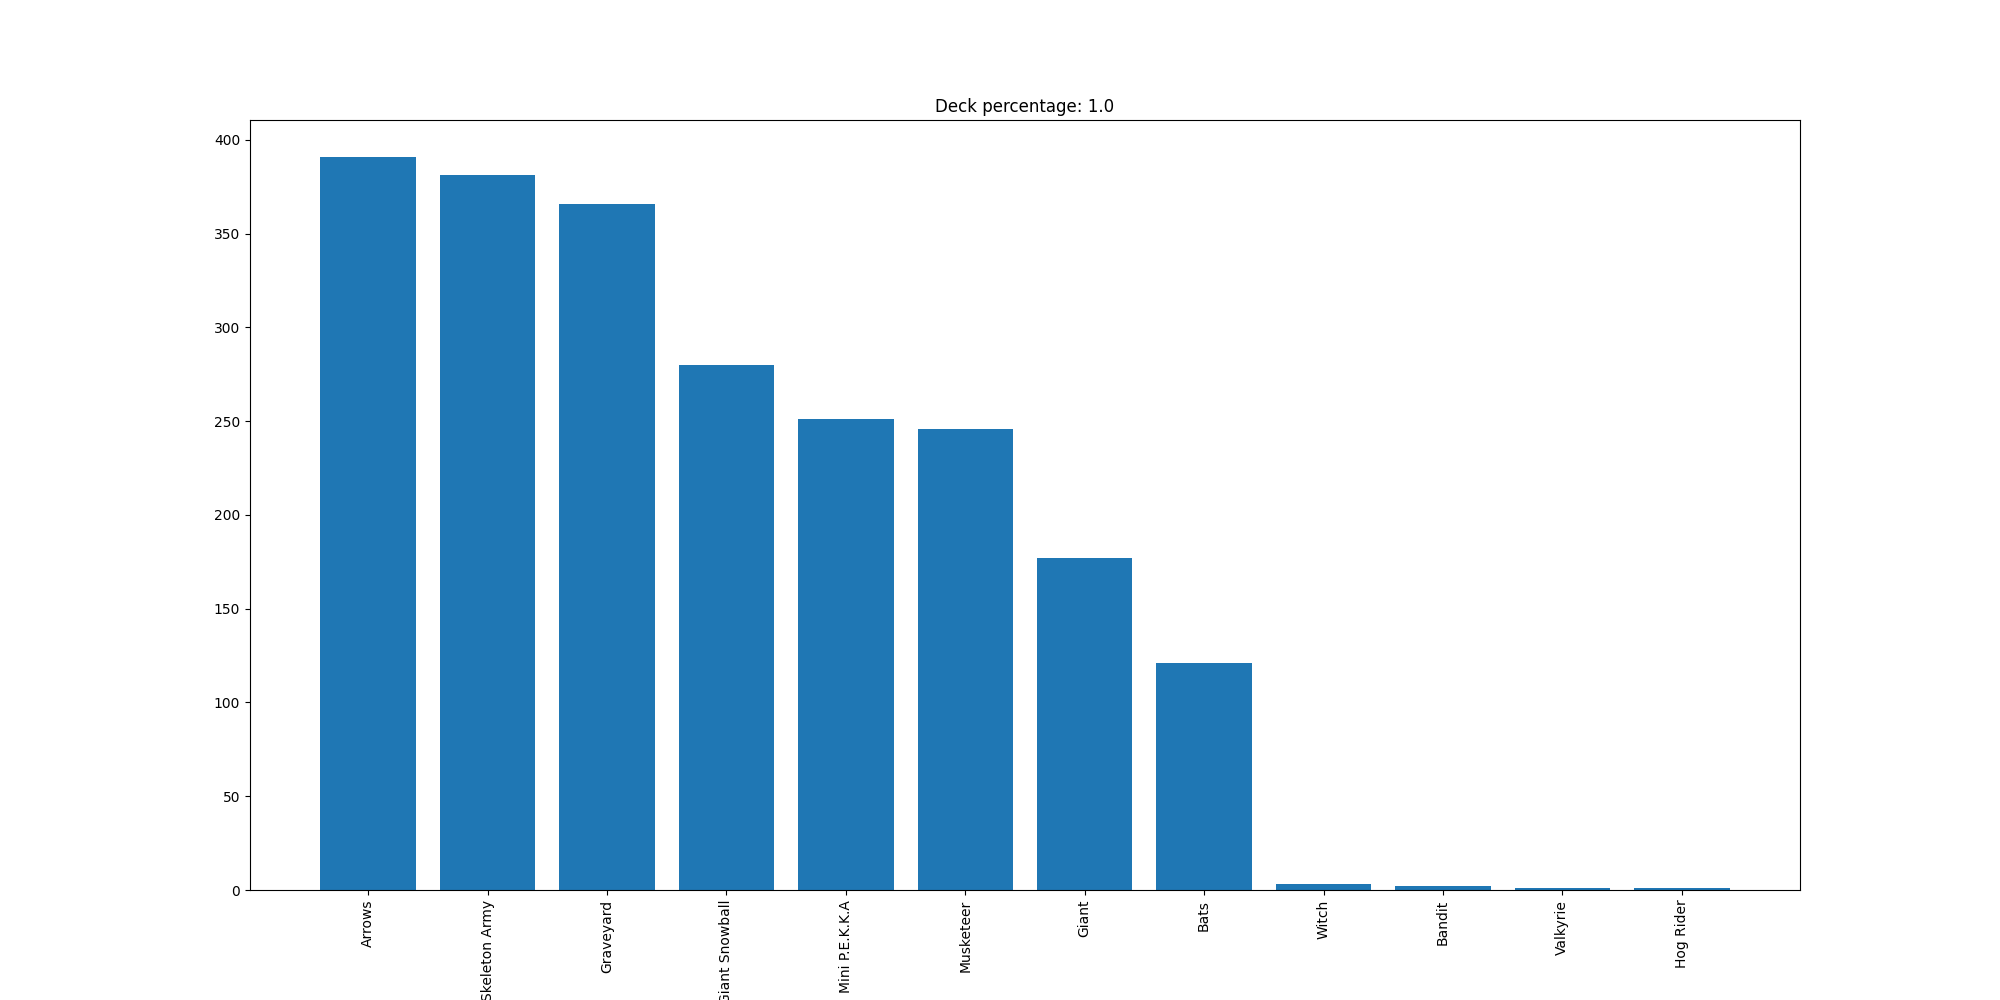 Deck percentage: 1.0
400
350
300
250
200
150
100
50
0
Arrows
Skeleton Army
Graveyard
Giant Snowball
Mini P.E.K.K.A
Musketeer
Giant
Bats
Witch
Bandit
Valkyrie
Hog Rider